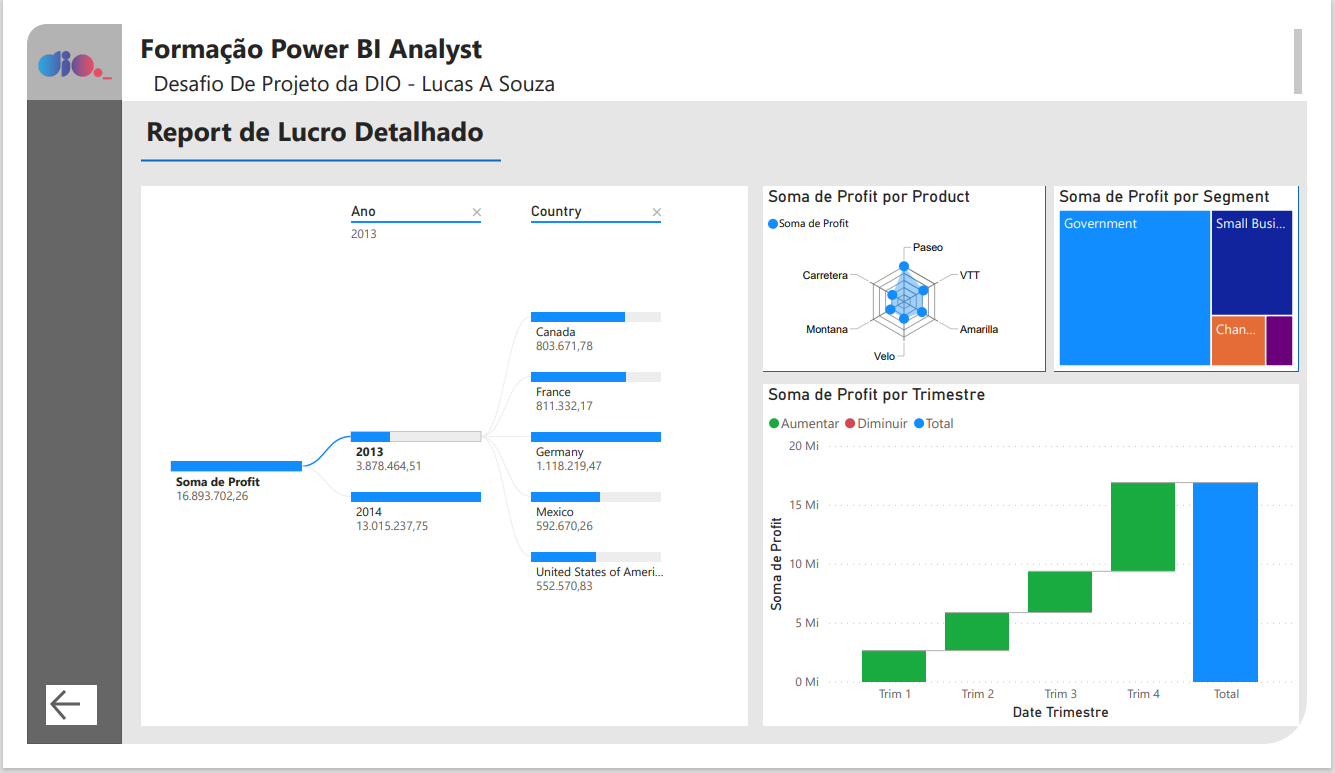 dio._
Formação Power BI Analyst
Desafio De Projeto da DIO - Lucas A Souza
Report de Lucro Detalhado
Ano
2013
Country
Soma de Profit
16.893.702,26
2013
3.878.464,51
2014
13.015.237,75
Canada
803.671,78
France
811.332,17
Germany
1.118.219,47
Mexico
592.670,26
United States of Ameri...
552.570,83
Soma de Profit por Product
Soma de Profit
Paseo
VTT
Amarilla
Velo
Montana
Carretera
Soma de Profit por Segment
Government
Small Busi...
Chan...
Soma de Profit por Trimestre
Aumentar Diminuir Total
Soma de Profit
20 Mi
15 Mi
10 Mi
5 Mi
0 Mi
Trim 1 Trim 2 Trim 3 Trim 4 Total
Date Trimestre